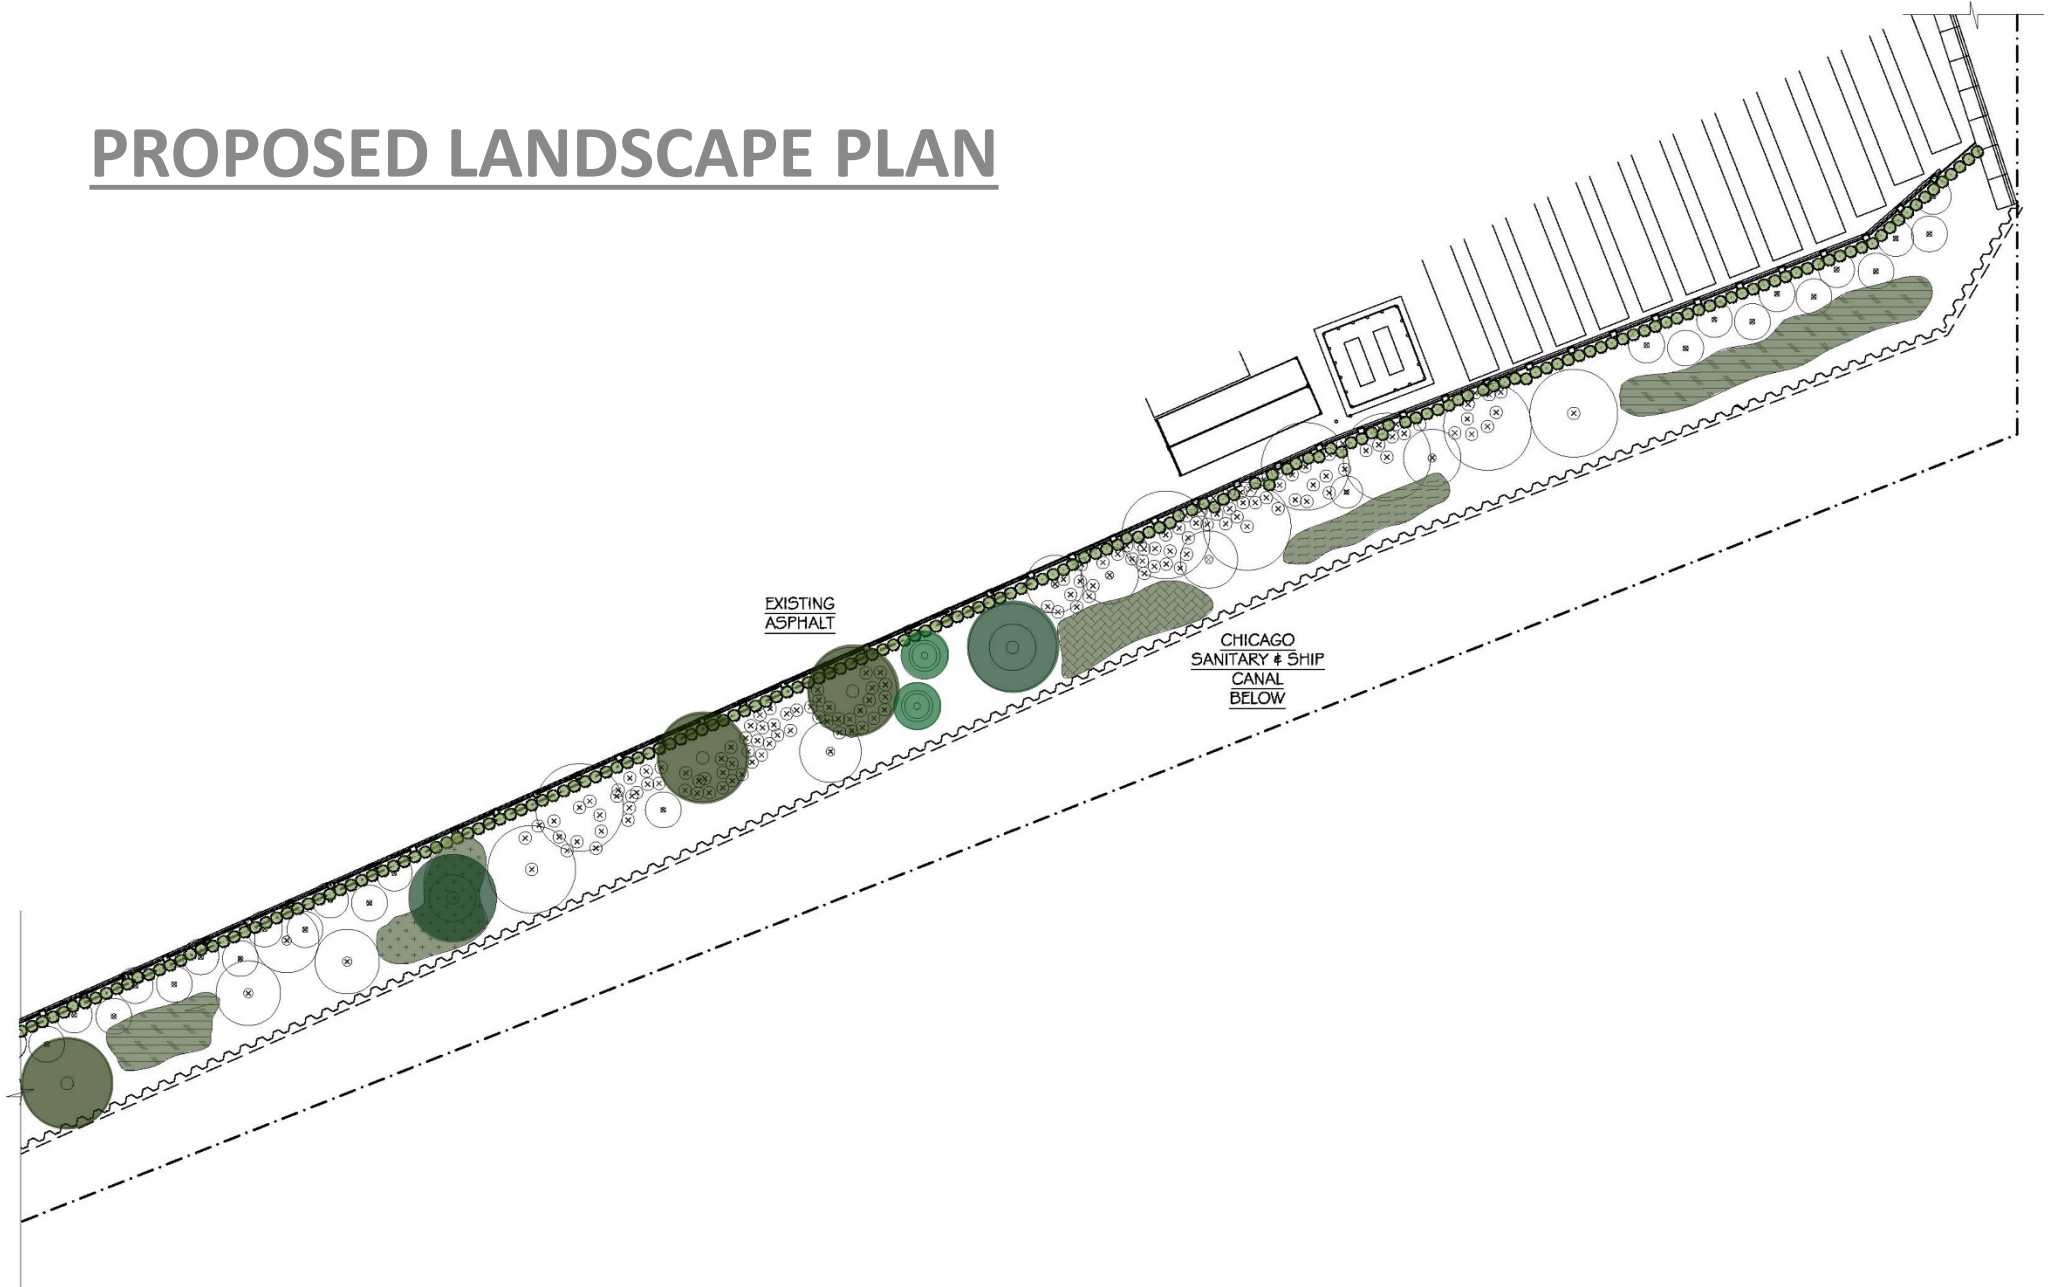 PROPOSED LANDSCAPE PLAN
EXISTING
ASPHALT
CHICAGO
SANITARY & SHIP
CANAL
BELOW